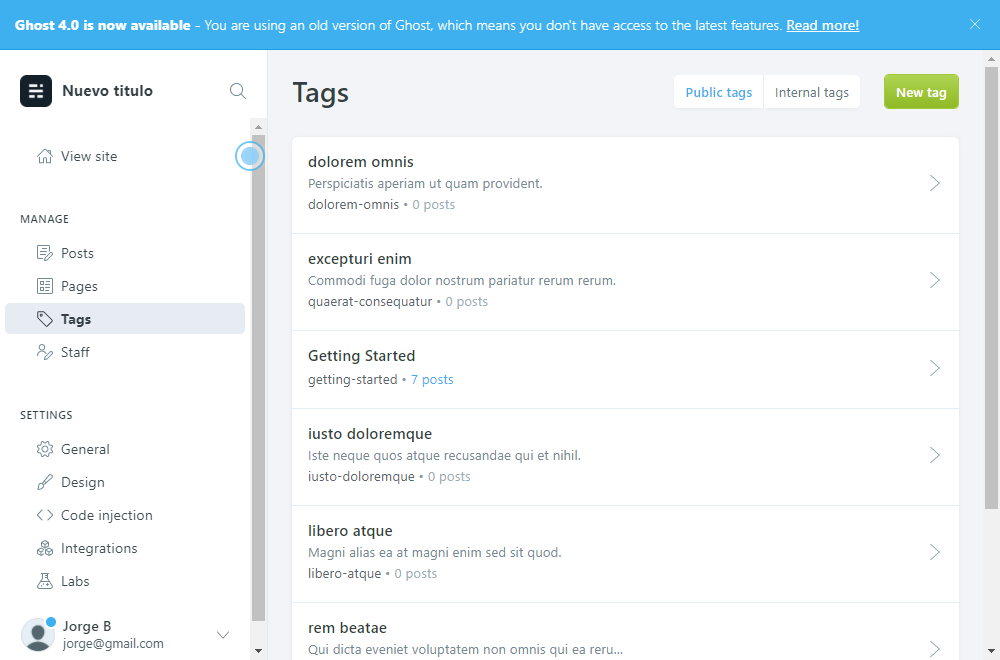 Ghost 4.0 is now available - You are using an old version of Ghost, which means you don't have access to the latest features. Read more!
Nuevo titulo
View site
MANAGE
Posts
Pages
Tags
Staff
SETTINGS
General
Design
Code injection
Integrations
Labs
Jorge B
jorge@gmail.com
Tags
Public tags
Internal tags
New tag
dolorem omnis
Perspiciatis aperiam ut quam provident.
dolorem-omnis • 0 posts
excepturi enim
Commodi fuga dolor nostrum pariatur rerum rerum.
quaerat-consequatur • 0 posts
Getting Started
getting-started • 7 posts
iusto doloremque
Iste neque quos atque recusandae qui et nihil.
iusto-doloremque • 0 posts
libero atque
Magni alias ea at magni enim sed sit quod.
libero-atque • 0 posts
rem beatae
Qui dicta eveniet voluptatem non omnis qui ea reru...